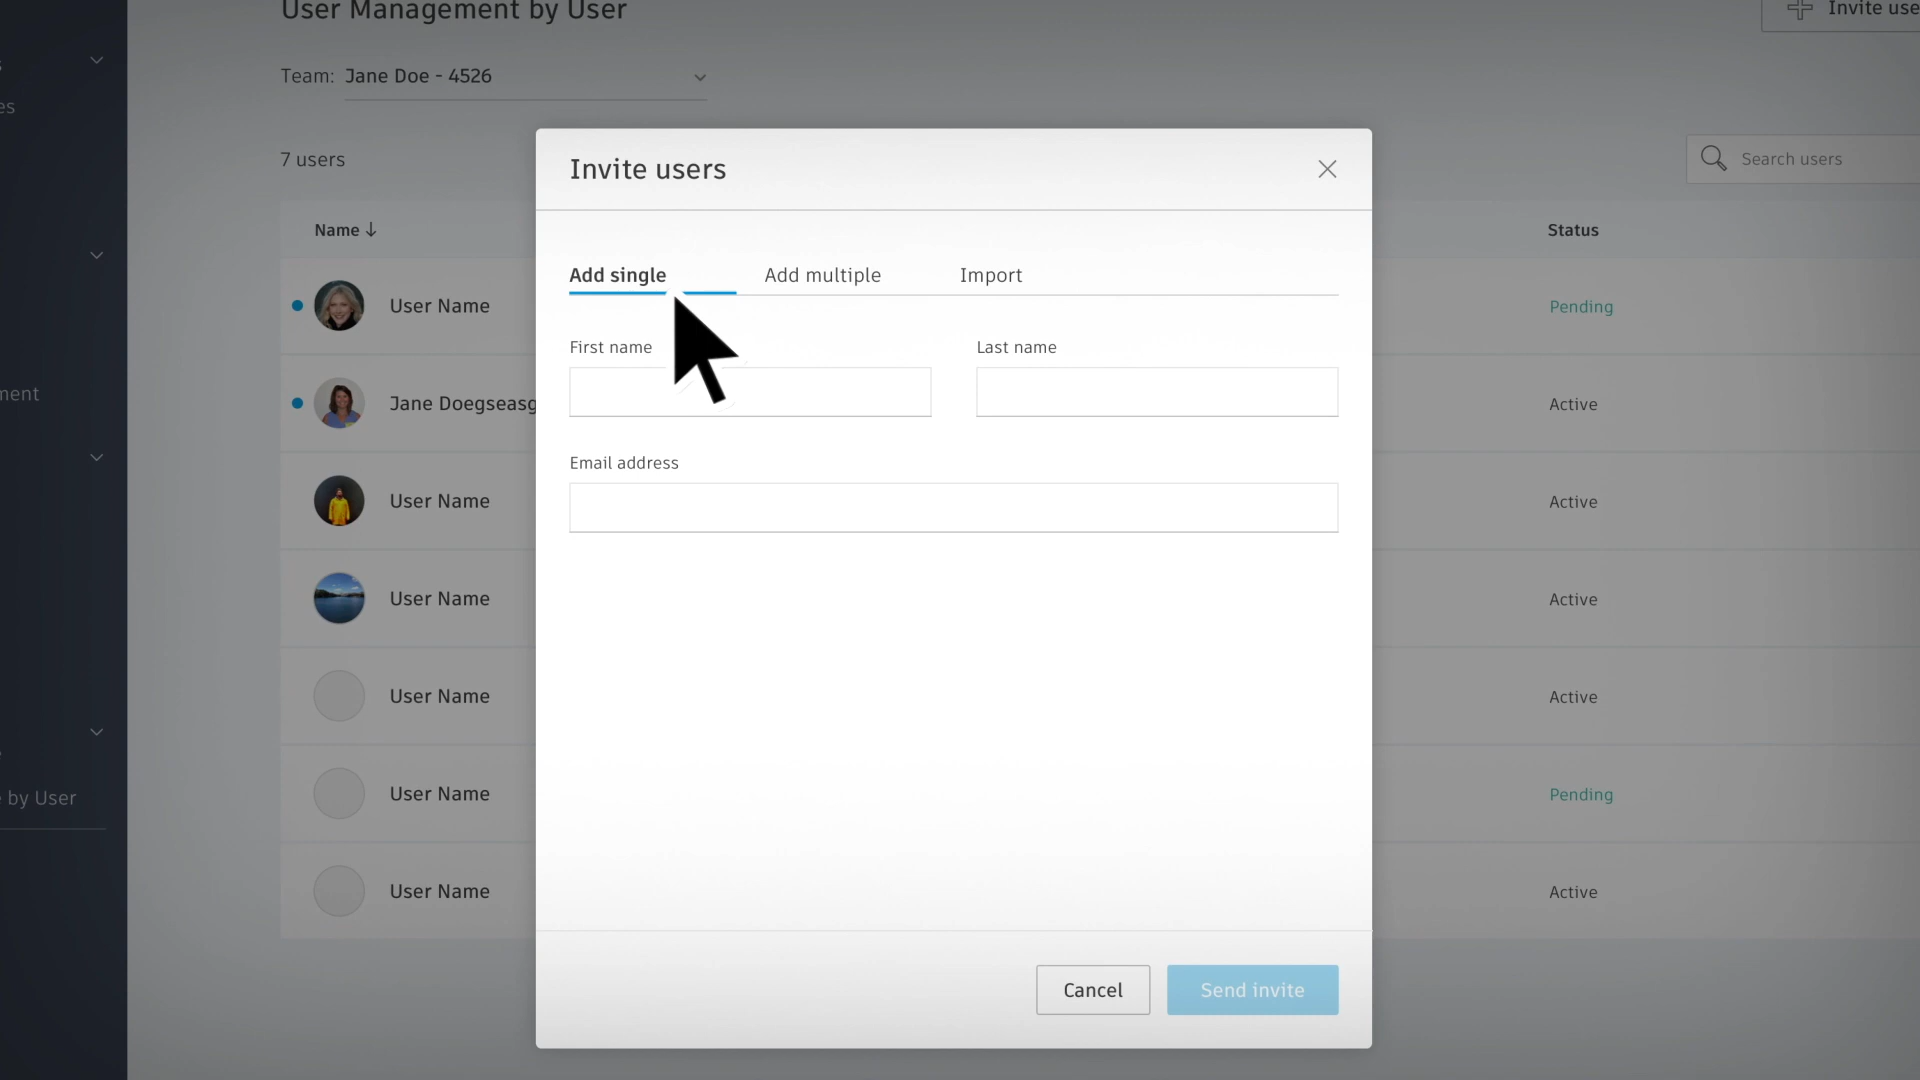 User Management by User
Invite use
Team: Jane Doe - 4526
es
7 users
Search users
Invite users
Name
Status
Add single
Add multiple
Import
User Name
Pending
First name
Last name
ment
Jane Doegseasg
Active
Email address
User Name
Active
User Name
Active
User Name
Active
by User
User Name
Pending
User Name
Active
Cancel
Send invite